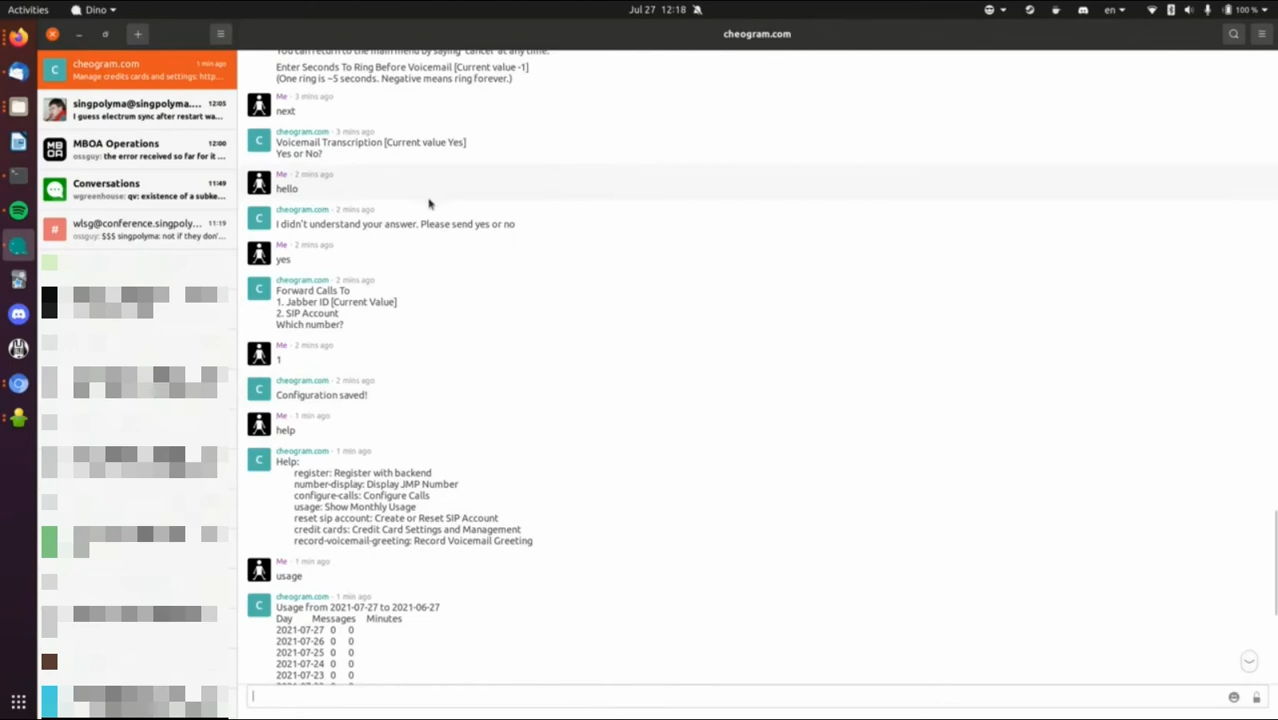 Activities
Dino
Jul 27 12:18
en
100 %
cheogram.com
cheogram.com
1 min ago
Manage credits cards and settings: http...
singpolyma@singpolyma....
12:05
I guess electrum sync after restart wa...
MBOA Operations
12:00
ossguy: the error received so far for it ...
Conversations
11:49
wgreenhouse: qv: existence of a subke...
wlsg@conference.singpoly...
11:19
ossguy: $$$ singpolyma: not if they don'...
You can return to the main menu by saying 'cancel' at any time.
Enter Seconds To Ring Before Voicemail [Current value -1]
(One ring is ~5 seconds. Negative means ring forever.)
Me - 3 mins ago
next
cheogram.com - 3 mins ago
Voicemail Transcription [Current value Yes]
Yes or No?
Me - 2 mins ago
hello
cheogram.com - 2 mins ago
I didn't understand your answer. Please send yes or no
Me - 2 mins ago
yes
cheogram.com - 2 mins ago
Forward Calls To
1. Jabber ID [Current Value]
2. SIP Account
Which number?
Me - 2 mins ago
1
cheogram.com - 2 mins ago
Configuration saved!
Me - 1 min ago
help
cheogram.com - 1 min ago
Help:
register: Register with backend
number-display: Display JMP Number
configure-calls: Configure Calls
usage: Show Monthly Usage
reset sip account: Create or Reset SIP Account
credit cards: Credit Card Settings and Management
record-voicemail-greeting: Record Voicemail Greeting
Me - 1 min ago
usage
cheogram.com - 1 min ago
Usage from 2021-07-27 to 2021-06-27
Day Messages Minutes
2021-07-27 0 0
2021-07-26 0 0
2021-07-25 0 0
2021-07-24 0 0
2021-07-23 0 0